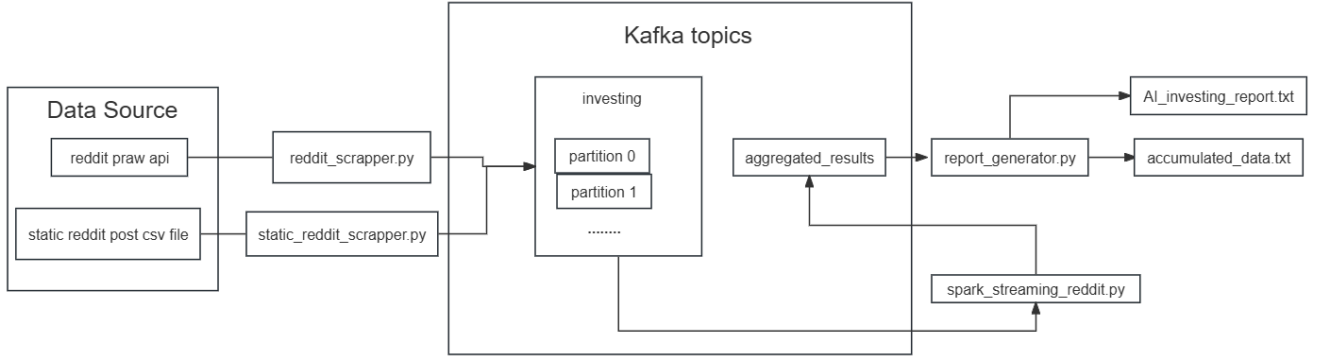 Kafka topics
Data Source
reddit praw api
static reddit post csv file
reddit_scrapper.py
static_reddit_scrapper.py
investing
partition 0
partition 1
........
aggregated_results
report_generator.py
AI_investing_report.txt
accumulated_data.txt
spark_streaming_reddit.py